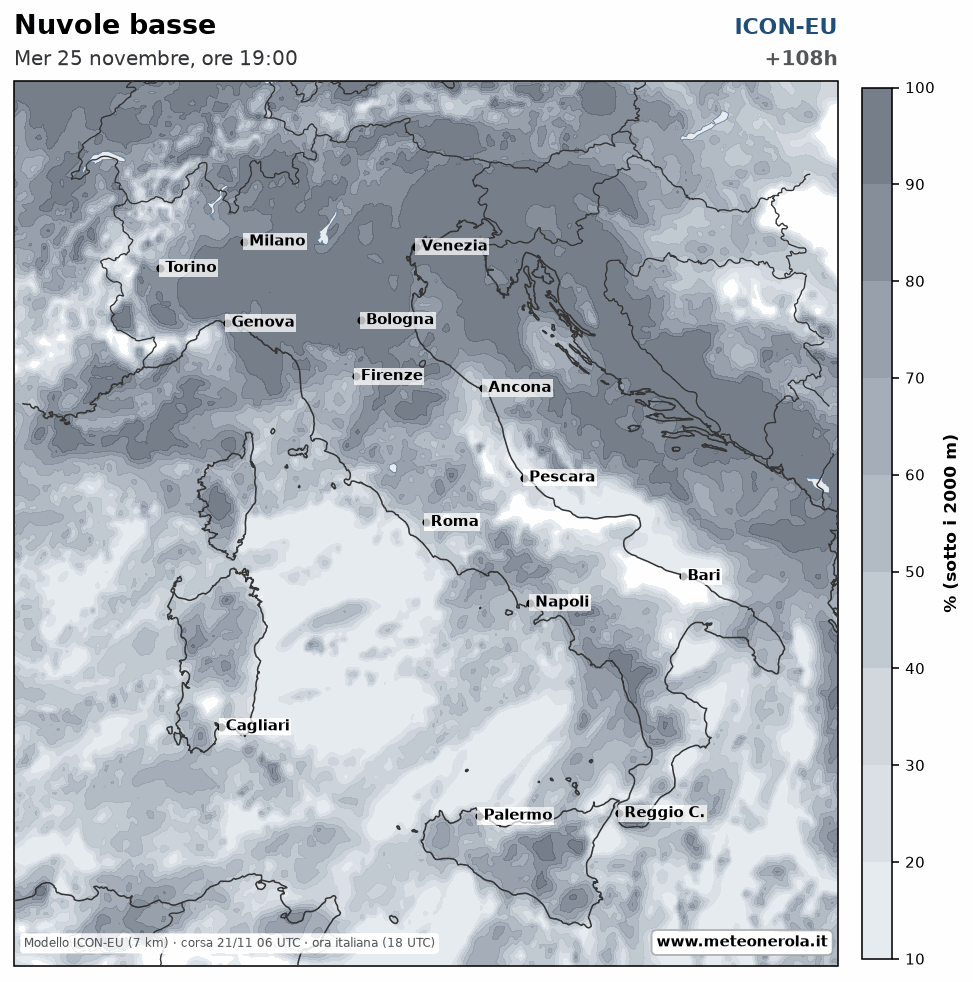 Nuvole basse
ICON-EU
Mer 25 novembre, ore 19:00
+108h
Milano
Venezia
Torino
Genova
Bologna
Firenze
Ancona
Pescara
Roma
Bari
Napoli
Cagliari
Palermo
Reggio C.
100
90
80
70
60
50
40
30
20
10
% (sotto i 2000 m)
Modello ICON-EU (7 km) · corsa 21/11 06 UTC · ora italiana (18 UTC)
www.meteonerola.it